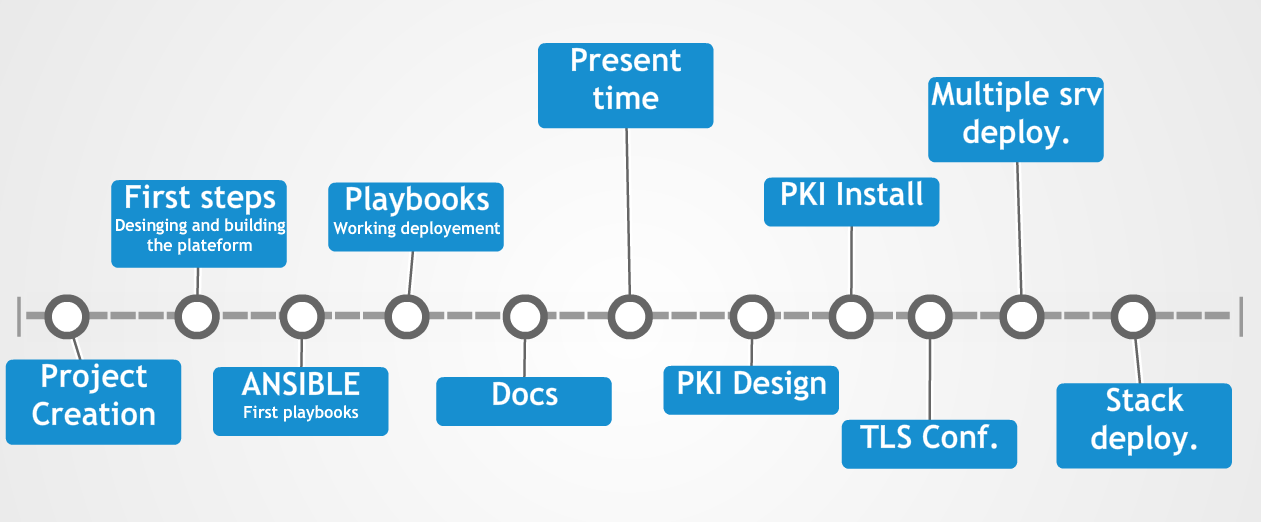 Project
Creation
First steps
Desinging and building
the plateform
ANSIBLE
First playbooks
Playbooks
Working deployement
Docs
Present
time
PKI Design
PKI Install
TLS Conf.
Multiple srv
deploy.
Stack
deploy.